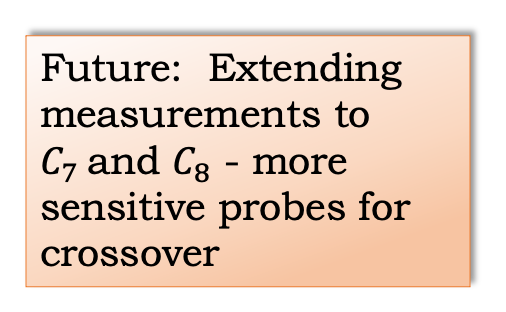 Future:  Extending
measurements to
𝐶₇ and 𝐶₈ - more
sensitive probes for
crossover